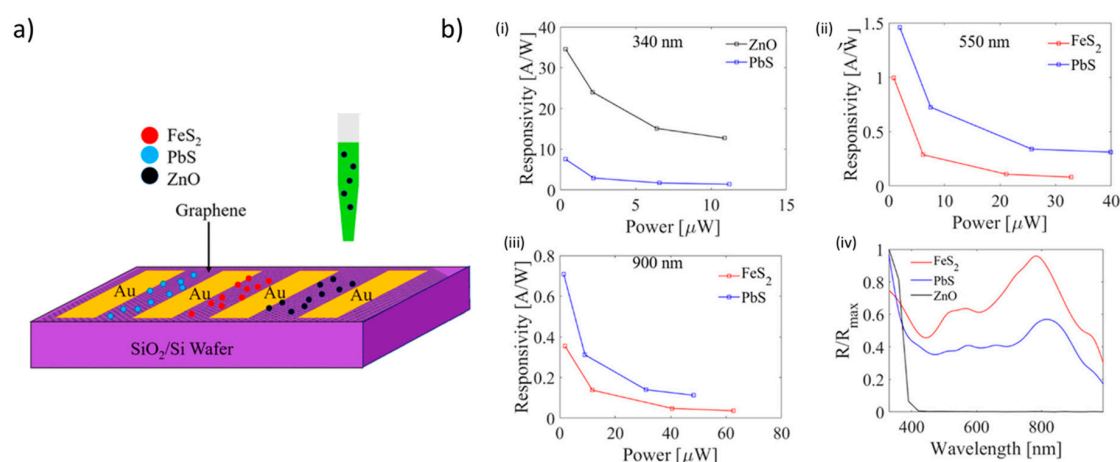 a)
FeS2
PbS
ZnO
Graphene
Au Au Au Au
SiO2/Si Wafer
b)
(i)
340 nm
ZnO
PbS
Responsivity [A/W]
40
30
20
10
0
0 5 10 15
Power [μW]
(ii)
550 nm
FeS2
PbS
Responsivity [A/W]
1.5
1
0.5
0
0 10 20 30 40
Power [μW]
(iii)
900 nm
FeS2
PbS
Responsivity [A/W]
0.8
0.6
0.4
0.2
0
0 20 40 60 80
Power [μW]
(iv)
FeS2
PbS
ZnO
R/Rmax
1
0.8
0.6
0.4
0.2
0
400 600 800
Wavelength [nm]